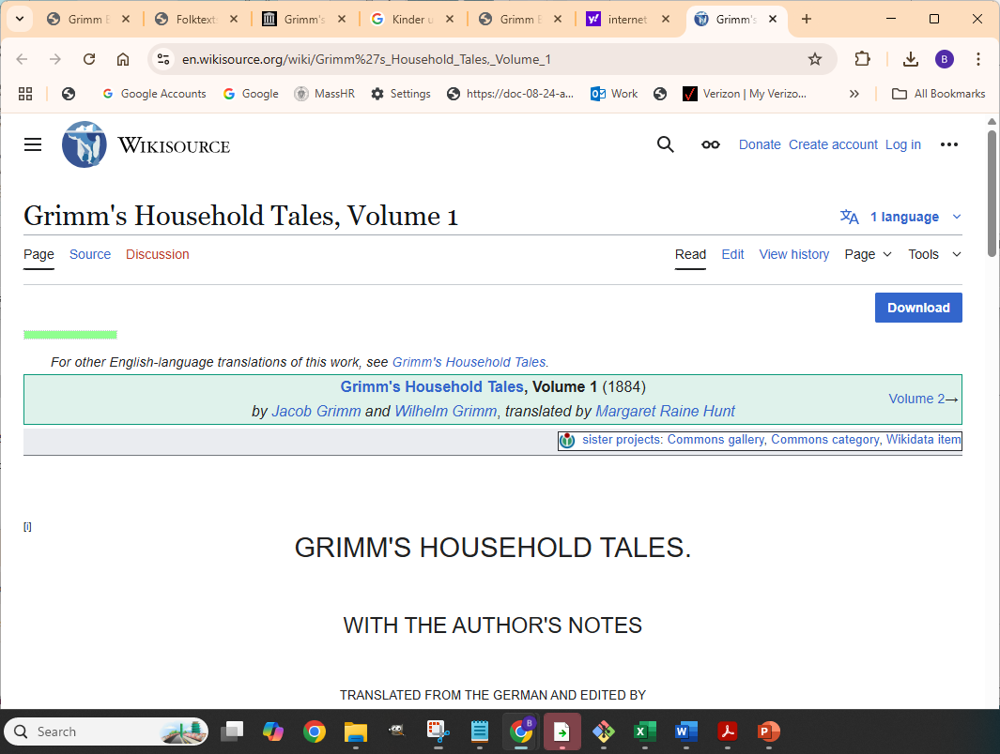 Grimm B
Folktext
Grimm's
Kinder u
Grimm B
internet
Grimm's
en.wikisource.org/wiki/Grimm%27s_Household_Tales,_Volume_1
B
Google Accounts
Google
MassHR
Settings
https://doc-08-24-a...
Work
Verizon | My Verizo...
All Bookmarks
WIKISOURCE
Donate Create account Log in
Grimm's Household Tales, Volume 1
1 language
Page Source Discussion Read Edit View history Page Tools
Download
For other English-language translations of this work, see Grimm's Household Tales.
Grimm's Household Tales, Volume 1 (1884)
by Jacob Grimm and Wilhelm Grimm, translated by Margaret Raine Hunt
Volume 2→
sister projects: Commons gallery, Commons category, Wikidata item
[i]
GRIMM'S HOUSEHOLD TALES.
WITH THE AUTHOR'S NOTES
TRANSLATED FROM THE GERMAN AND EDITED BY
Search